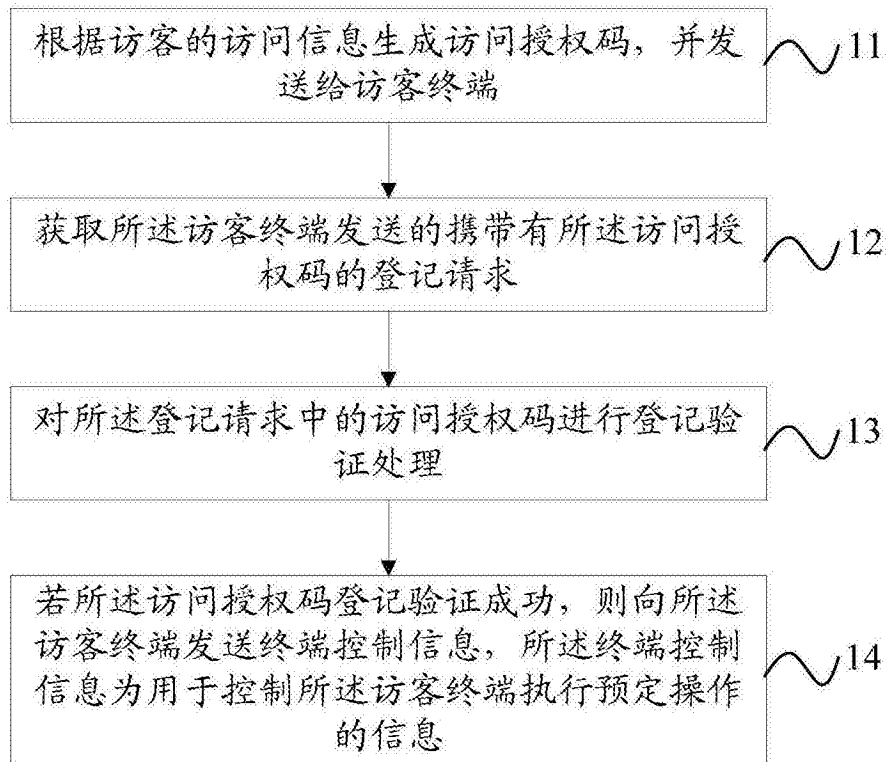 根据访客的访问信息生成访问授权码，并发
送给访客终端
11
获取所述访客终端发送的携带有所述访问授
权码的登记请求
12
对所述登记请求中的访问授权码进行登记验
证处理
13
若所述访问授权码登记验证成功，则向所述
访客终端发送终端控制信息，所述终端控制
信息为用于控制所述访客终端执行预定操作
的信息
14